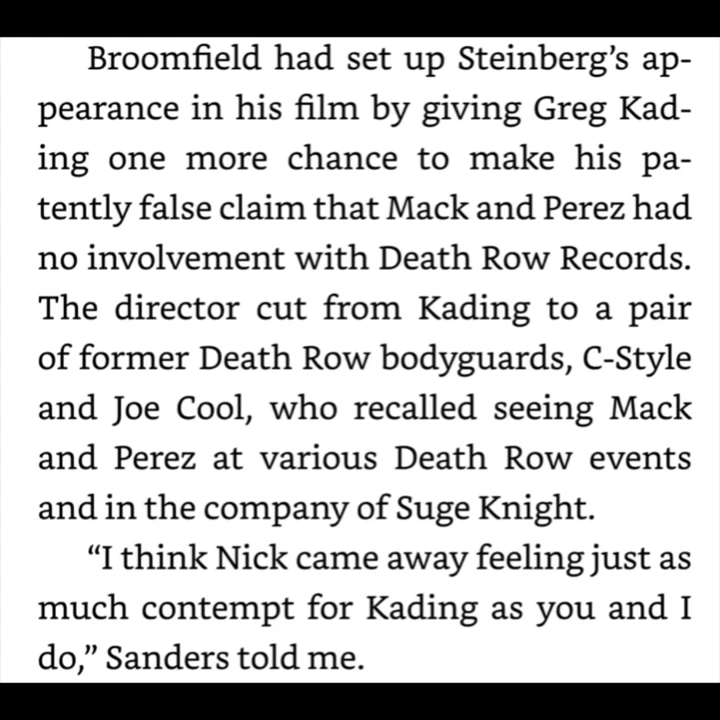 Broomfield had set up Steinberg’s ap-
pearance in his film by giving Greg Kad-
ing one more chance to make his pa-
tently false claim that Mack and Perez had
no involvement with Death Row Records.
The director cut from Kading to a pair
of former Death Row bodyguards, C-Style
and Joe Cool, who recalled seeing Mack
and Perez at various Death Row events
and in the company of Suge Knight.
“I think Nick came away feeling just as
much contempt for Kading as you and I
do,” Sanders told me.